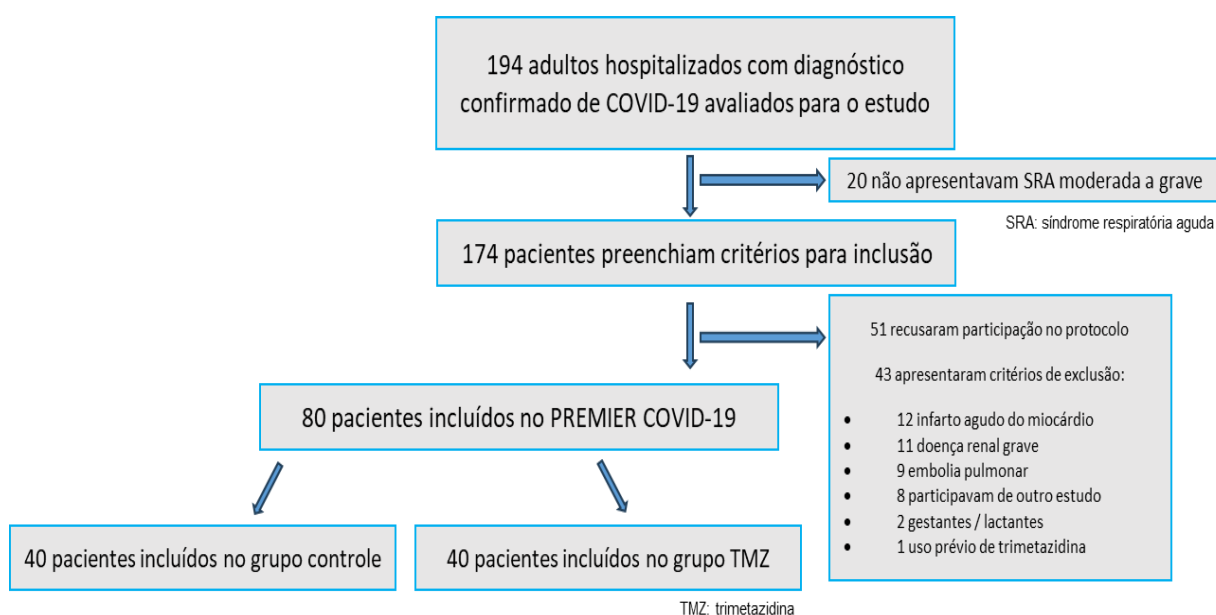 194 adultos hospitalizados com diagnóstico
confirmado de COVID-19 avaliados para o estudo
20 não apresentavam SRA moderada a grave
SRA: síndrome respiratória aguda
174 pacientes preenchiam critérios para inclusão
51 recusaram participação no protocolo
43 apresentaram critérios de exclusão:
• 12 infarto agudo do miocárdio
• 11 doença renal grave
• 9 embolia pulmonar
• 8 participavam de outro estudo
• 2 gestantes / lactantes
• 1 uso prévio de trimetazidina
80 pacientes incluídos no PREMIER COVID-19
40 pacientes incluídos no grupo controle
40 pacientes incluídos no grupo TMZ
TMZ: trimetazidina